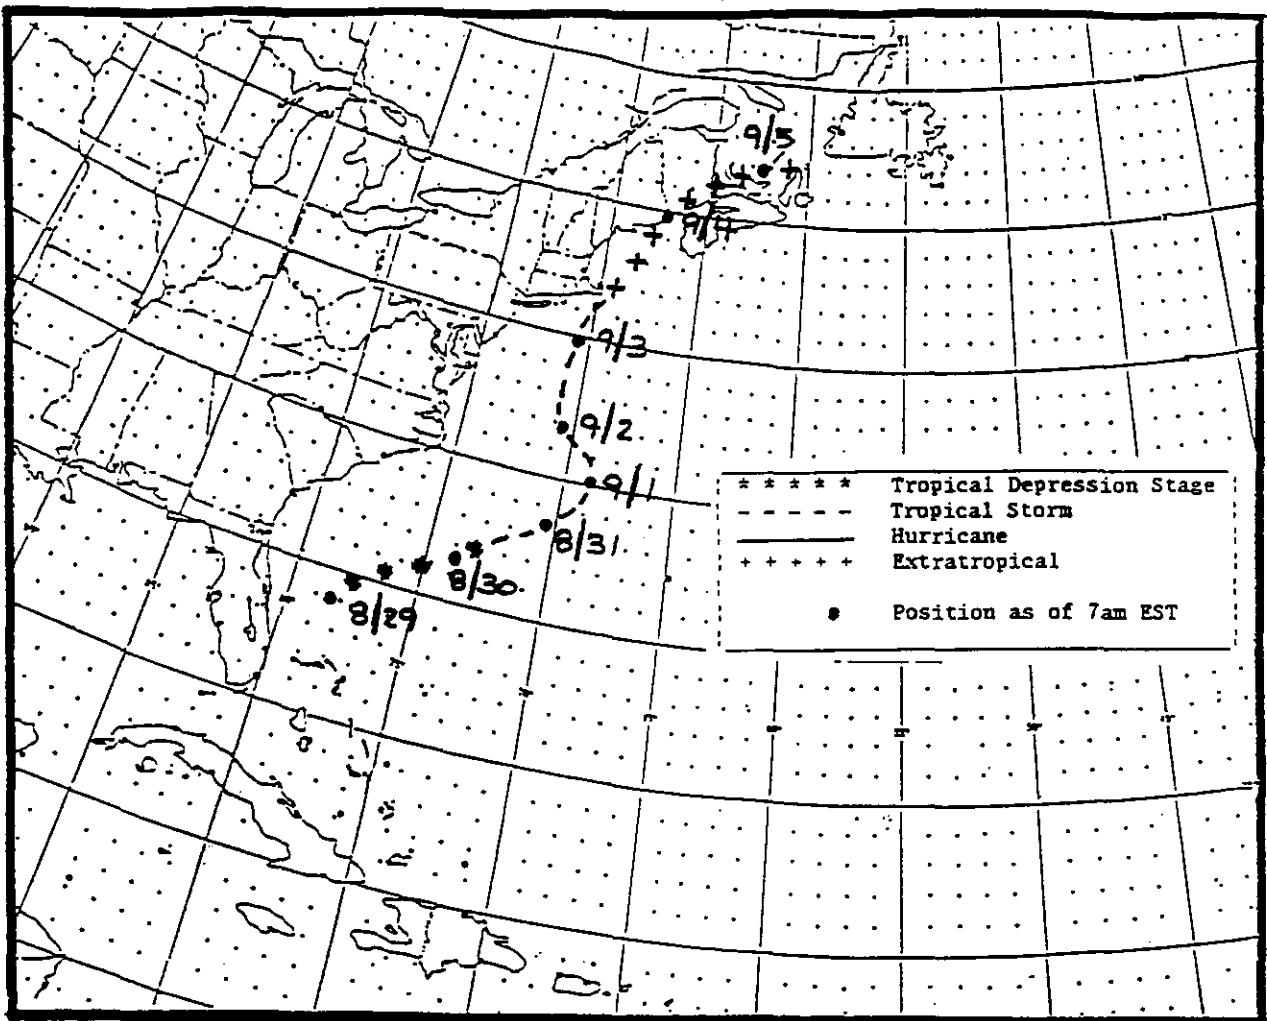 9/5
9/4
9/3
9/2
9/1
8/31
8/30
8/29
* * * * * Tropical Depression Stage
- - - - - Tropical Storm
Hurricane
+ + + + + Extratropical
● Position as of 7am EST